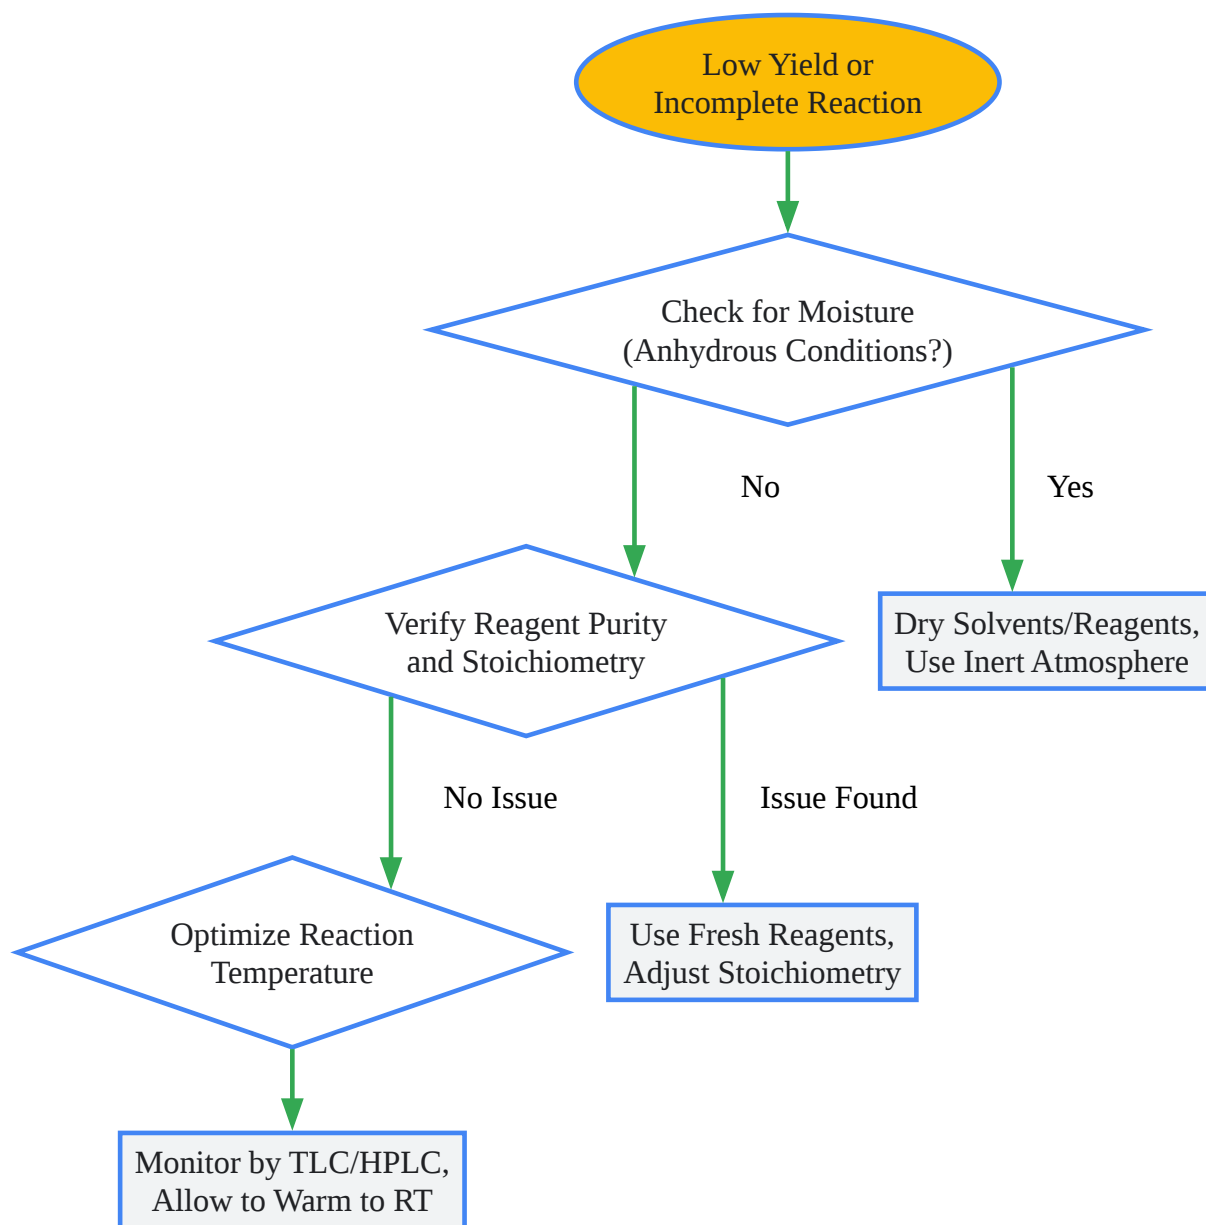 Low Yield or
Incomplete Reaction
Check for Moisture
(Anhydrous Conditions?)
No
Yes
Verify Reagent Purity
and Stoichiometry
Dry Solvents/Reagents,
Use Inert Atmosphere
No Issue
Issue Found
Optimize Reaction
Temperature
Use Fresh Reagents,
Adjust Stoichiometry
Monitor by TLC/HPLC,
Allow to Warm to RT